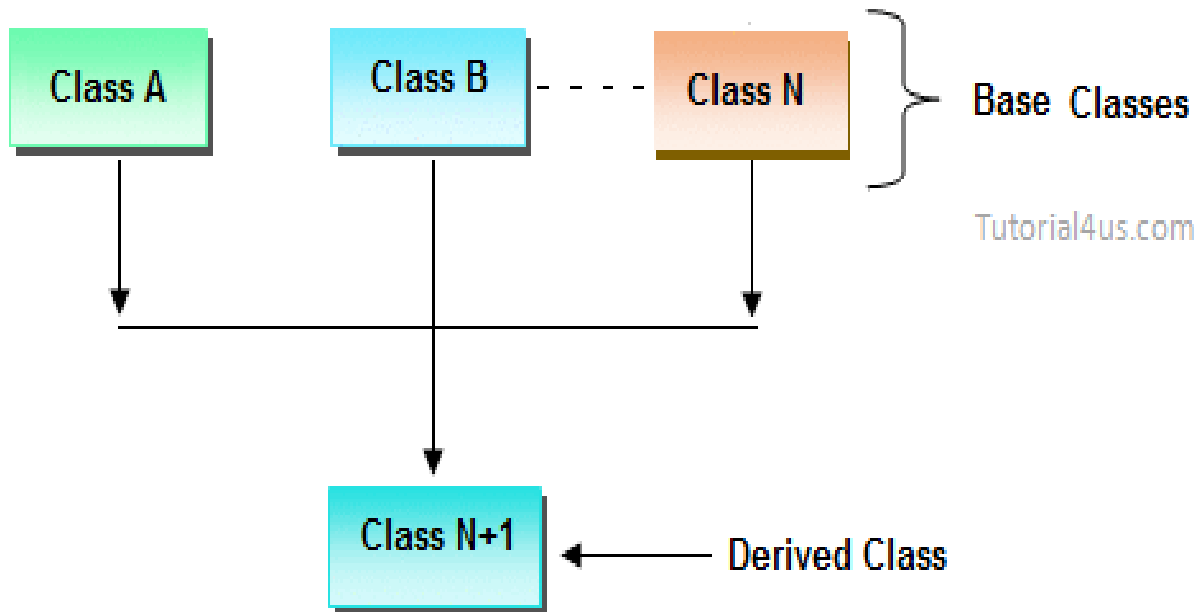 Class A
Class B
Class N
Base Classes
Tutorial4us.com
Class N+1
Derived Class